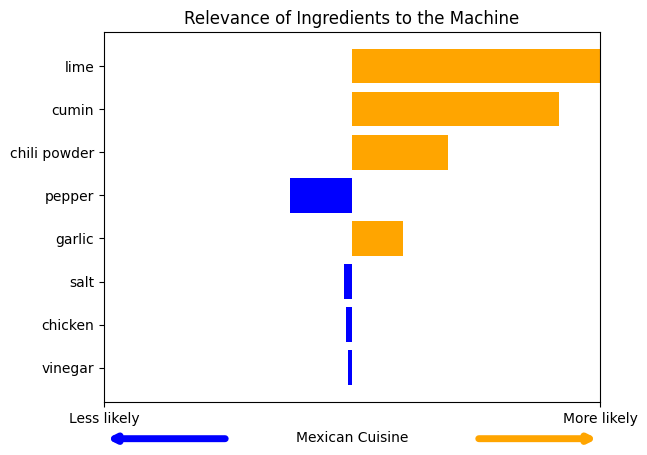 Relevance of Ingredients to the Machine
lime
cumin
chili powder
pepper
garlic
salt
chicken
vinegar
Less likely
More likely
Mexican Cuisine